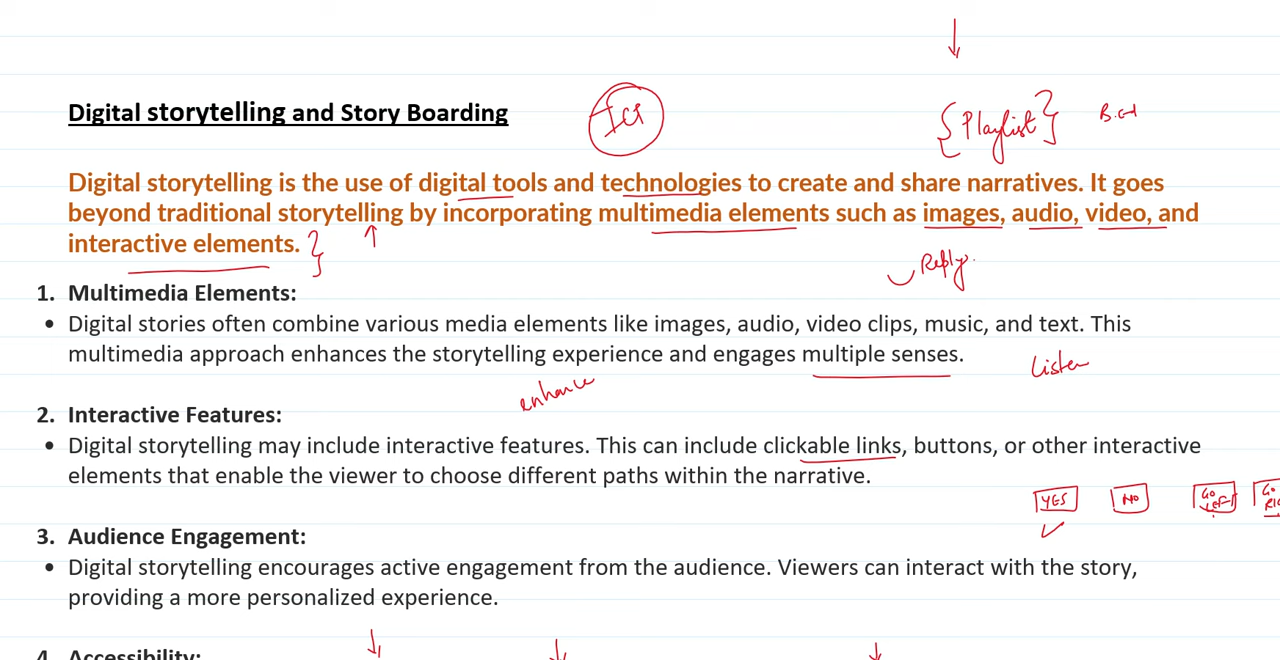 Digital storytelling and Story Boarding
{Playlist}
Digital storytelling is the use of digital tools and technologies to create and share narratives. It goes
beyond traditional storytelling by incorporating multimedia elements such as images, audio, video, and
interactive elements. }
Reply.
1. Multimedia Elements:
• Digital stories often combine various media elements like images, audio, video clips, music, and text. This
multimedia approach enhances the storytelling experience and engages multiple senses.
Listen
enhance
2. Interactive Features:
• Digital storytelling may include interactive features. This can include clickable links, buttons, or other interactive
elements that enable the viewer to choose different paths within the narrative.
YES NO GO LEFT GO
3. Audience Engagement:
• Digital storytelling encourages active engagement from the audience. Viewers can interact with the story,
providing a more personalized experience.
4. Accessibility: